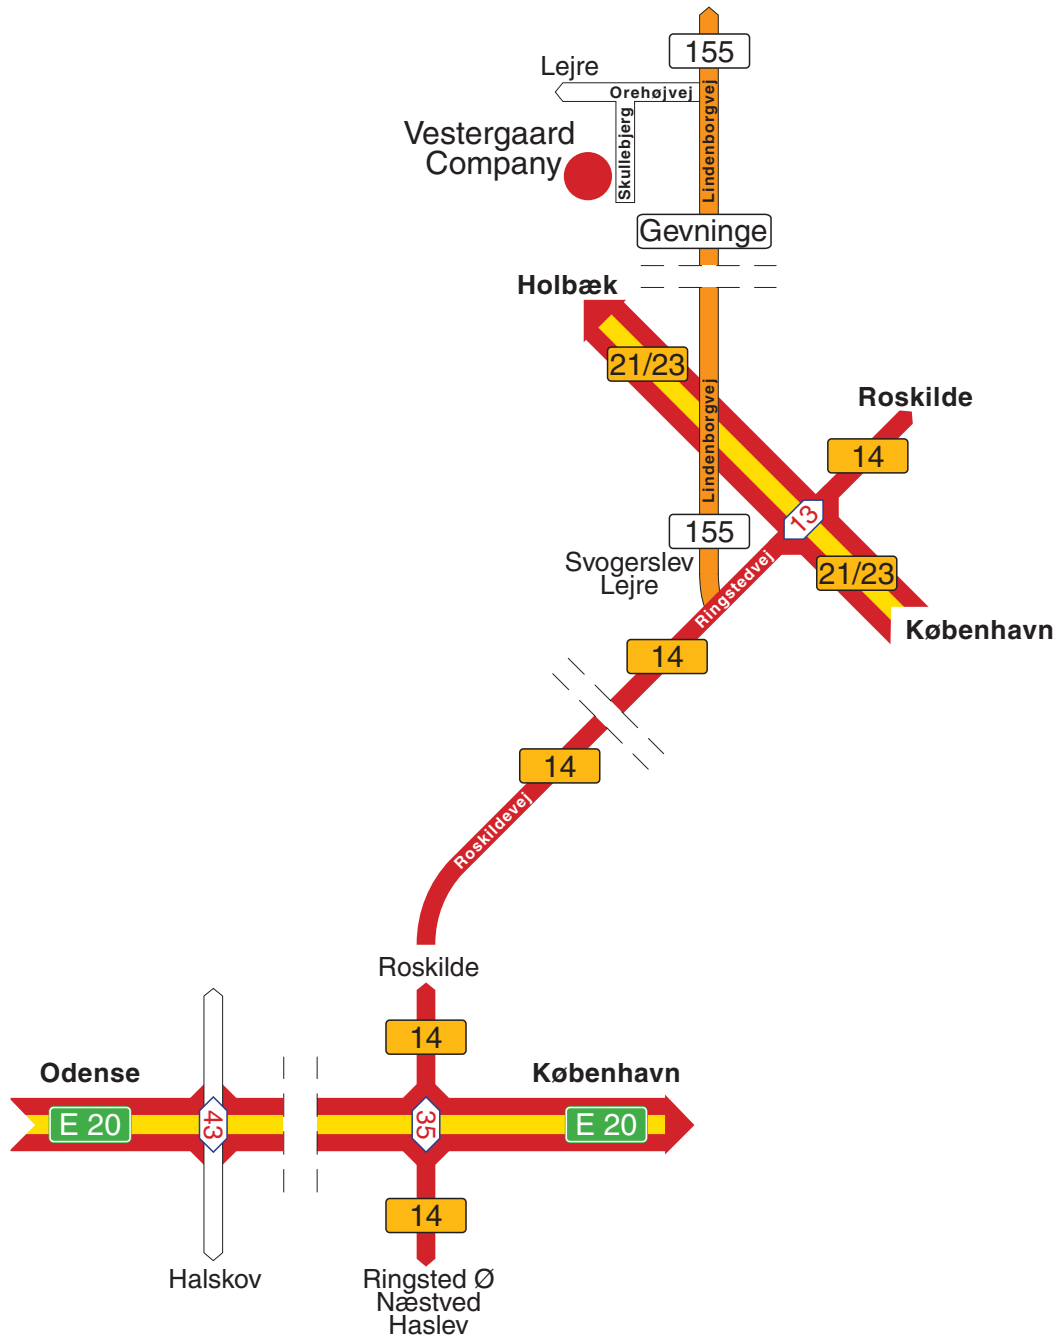 155
Lejre
Orehøjvej
Lindenborgvej
Skullebjerg
Vestergaard
Company
Gevninge
Holbæk
21/23
Lindenborgvej
Roskilde
14
13
155
Svogerslev
Lejre
Ringstedvej
21/23
København
14
14
Roskildevej
Roskilde
14
Odense
København
E 20
43
35
E 20
14
Halskov
Ringsted Ø
Næstved
Haslev